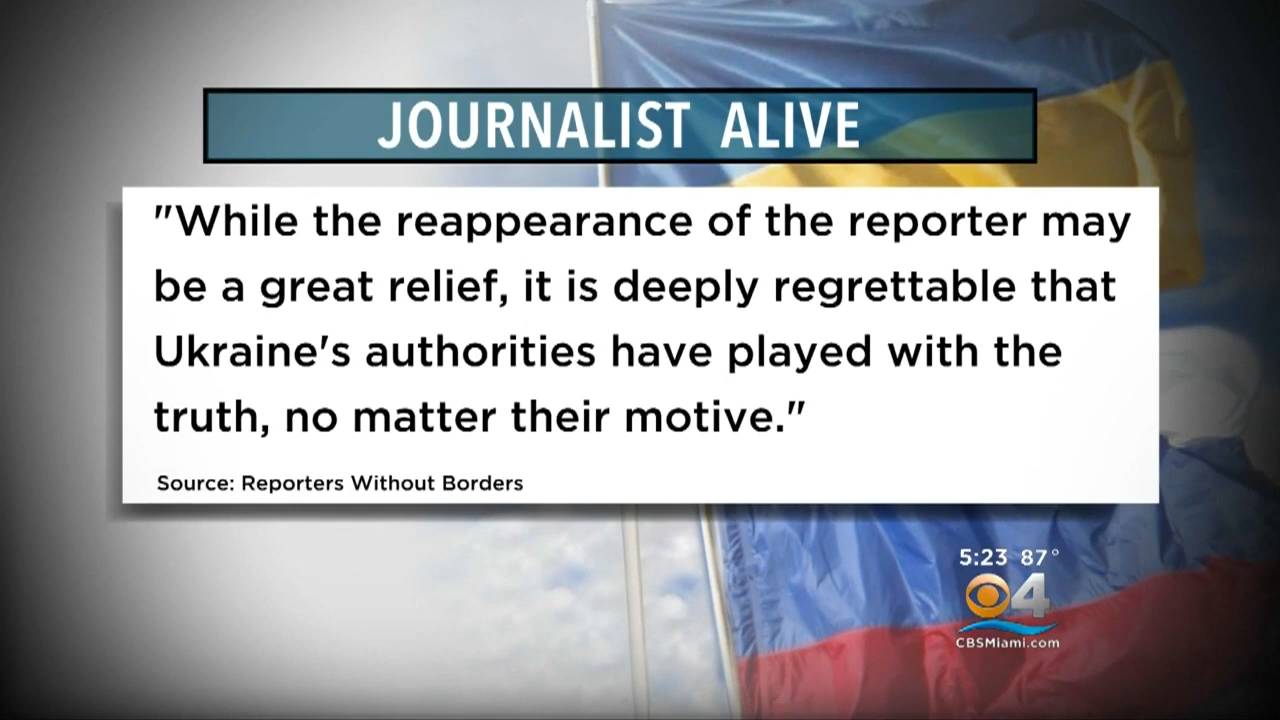 JOURNALIST ALIVE
"While the reappearance of the reporter may
be a great relief, it is deeply regrettable that
Ukraine's authorities have played with the
truth, no matter their motive."
Source: Reporters Without Borders
5:23 87°
4
CBSMiami.com